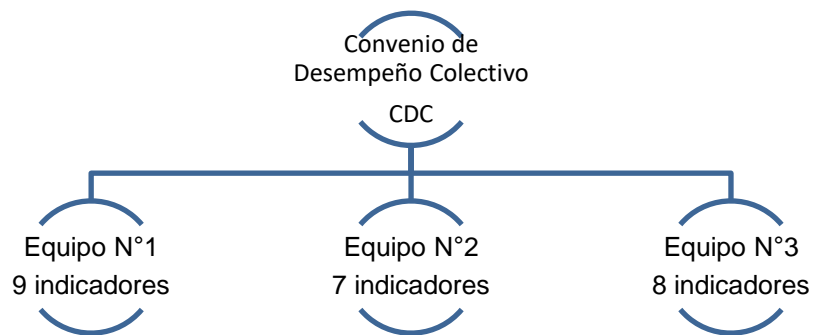 Convenio de
Desempeño Colectivo
CDC
Equipo N°1
9 indicadores
Equipo N°2
7 indicadores
Equipo N°3
8 indicadores